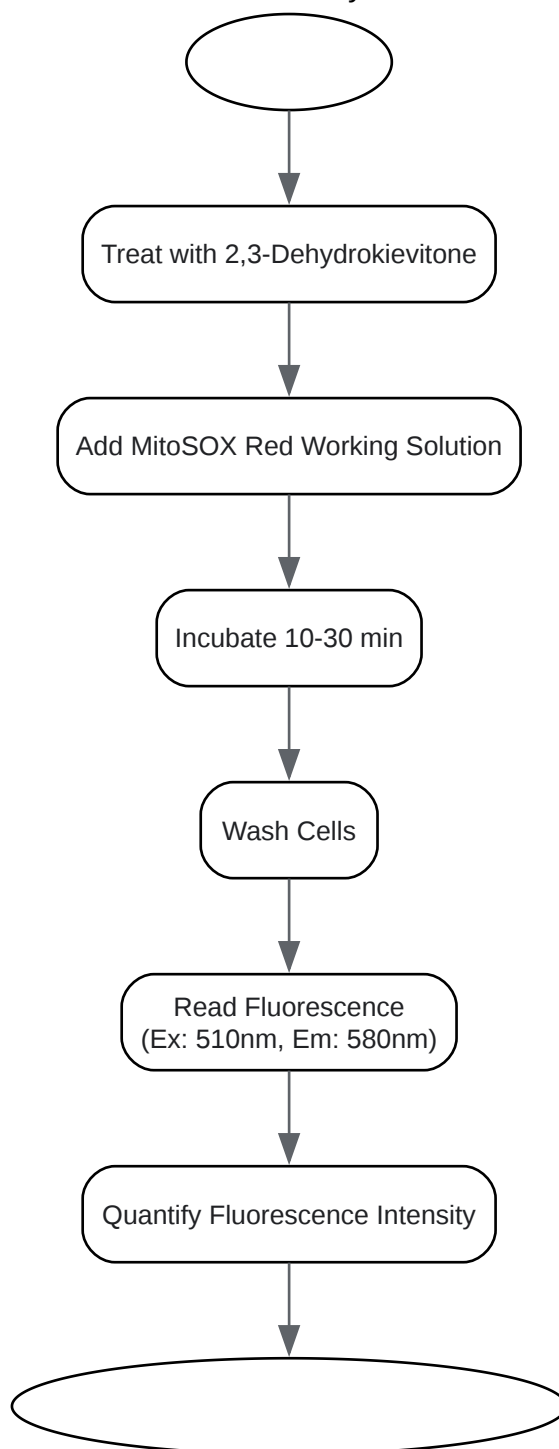 Treat with 2,3-Dehydrokievitone
Add MitoSOX Red Working Solution
Incubate 10-30 min
Wash Cells
Read Fluorescence
(Ex: 510nm, Em: 580nm)
Quantify Fluorescence Intensity